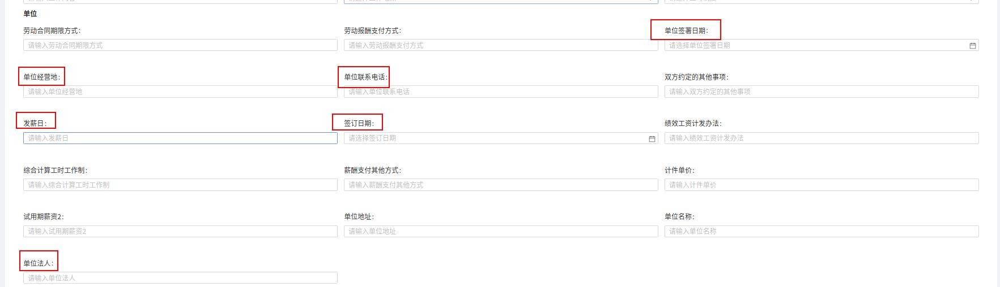 单位
劳动合同期限方式： 劳动报酬支付方式： 单位签署日期：
请输入劳动合同期限方式 请输入劳动报酬支付方式 请选择单位签署日期
单位经营地： 单位联系电话： 双方约定的其他事项：
请输入单位经营地 请输入单位联系电话 请输入双方约定的其他事项
发薪日： 签订日期： 绩效工资计发办法：
请输入发薪日 请选择签订日期 请输入绩效工资计发办法
综合计算工时工作制： 薪酬支付其他方式： 计件单价：
请输入综合计算工时工作制 请输入薪酬支付其他方式 请输入计件单价
试用期薪资2： 单位地址： 单位名称：
请输入试用期薪资2 请输入单位地址 请输入单位名称
单位法人：
请输入单位法人